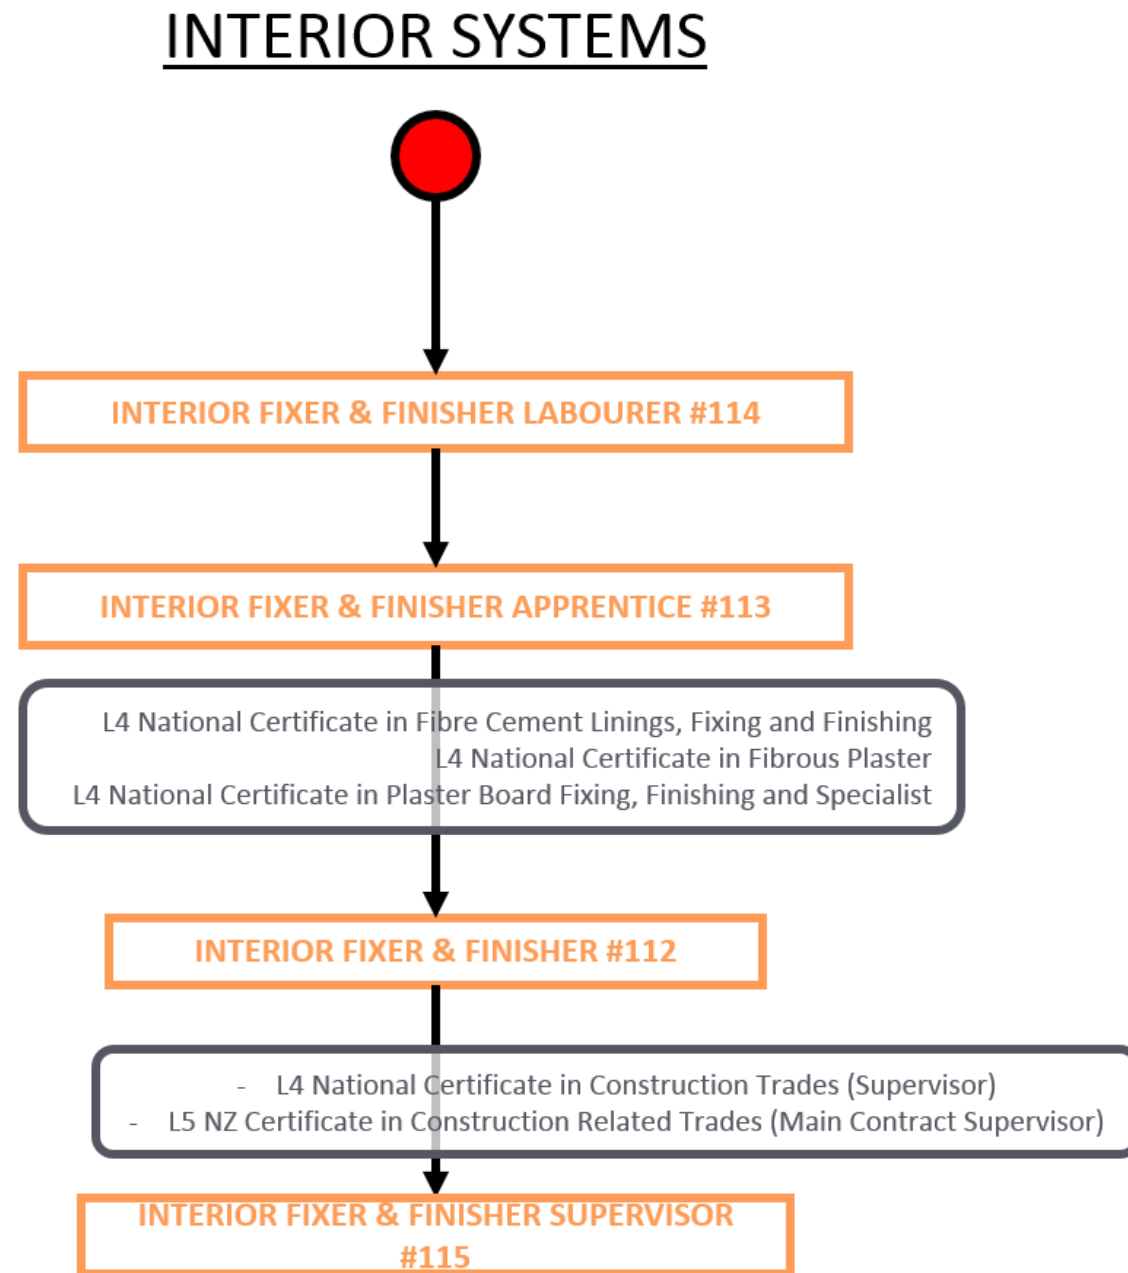 INTERIOR SYSTEMS
INTERIOR FIXER & FINISHER LABOURER #114
INTERIOR FIXER & FINISHER APPRENTICE #113
L4 National Certificate in Fibre Cement Linings, Fixing and Finishing
L4 National Certificate in Fibrous Plaster
L4 National Certificate in Plaster Board Fixing, Finishing and Specialist
INTERIOR FIXER & FINISHER #112
- L4 National Certificate in Construction Trades (Supervisor)
- L5 NZ Certificate in Construction Related Trades (Main Contract Supervisor)
INTERIOR FIXER & FINISHER SUPERVISOR
#115